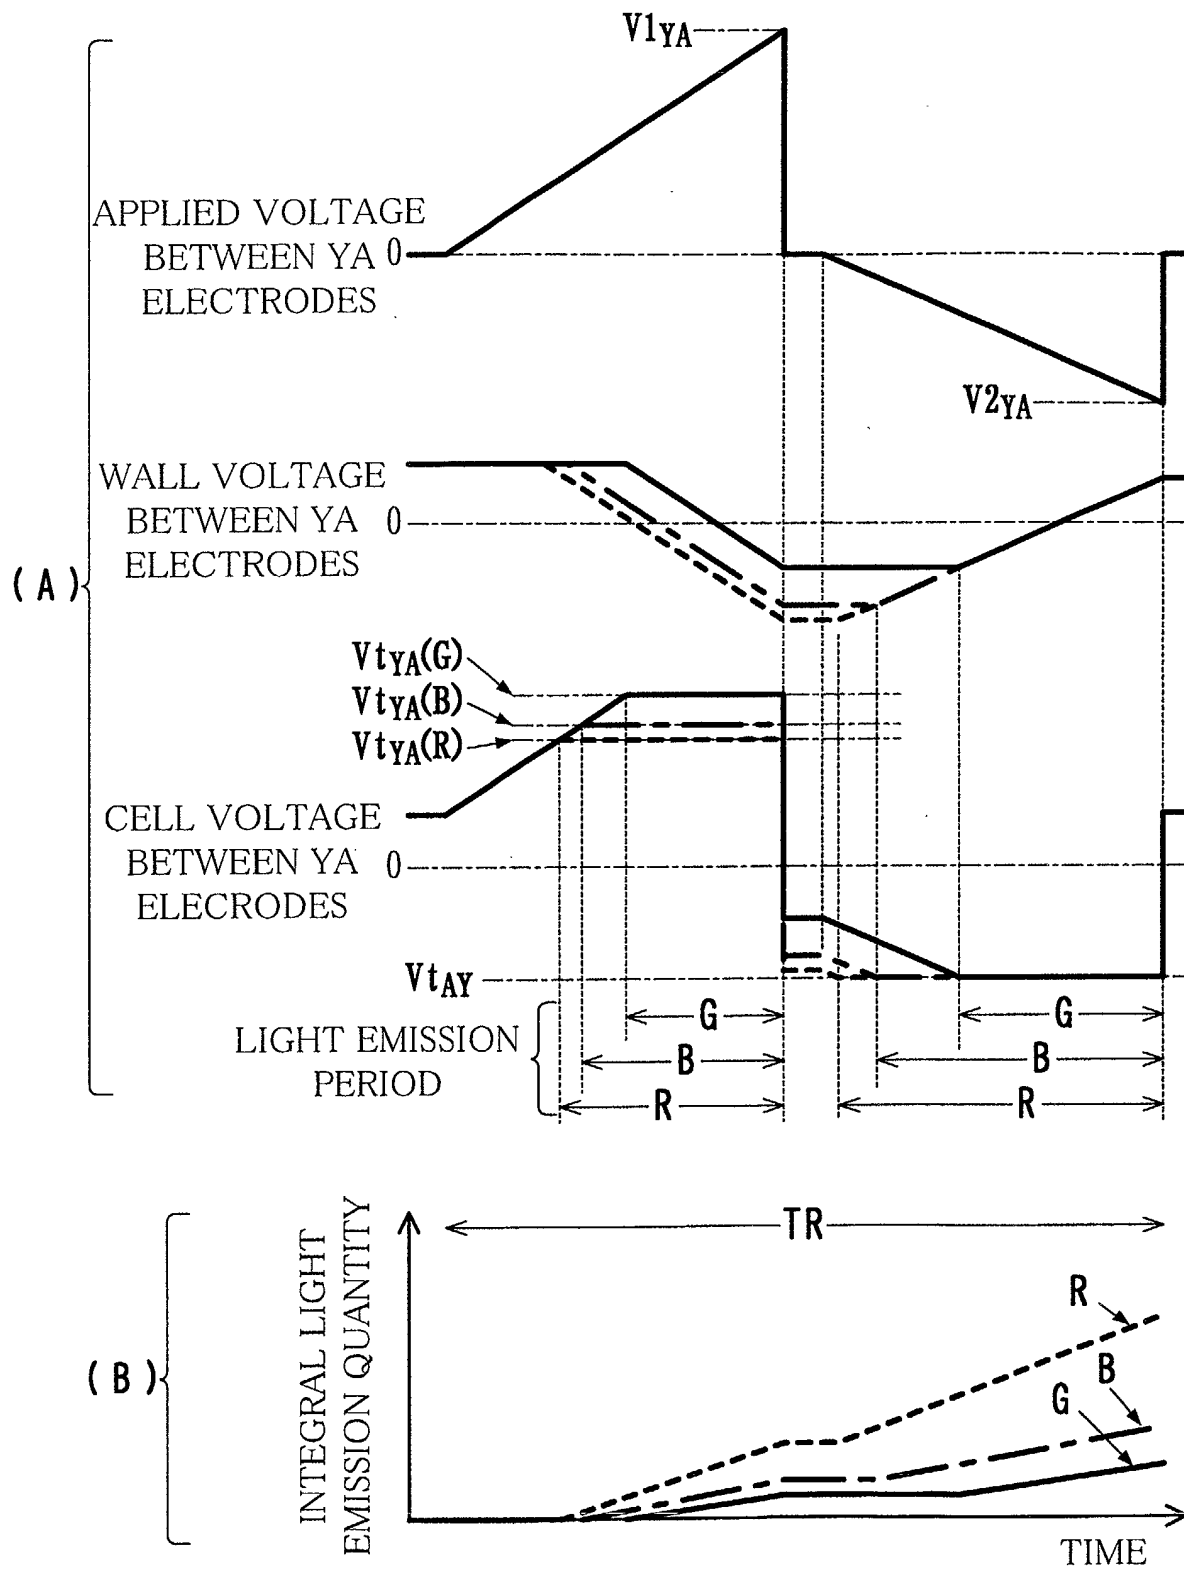 V1YA
APPLIED VOLTAGE
BETWEEN YA 0
ELECTRODES
V2YA
WALL VOLTAGE
BETWEEN YA 0
ELECTRODES
(A)
VtYA(G)
VtYA(B)
VtYA(R)
CELL VOLTAGE
BETWEEN YA 0
ELECRODES
VtAY
G G
LIGHT EMISSION
PERIOD
B B
R R
TR
(B)
INTEGRAL LIGHT
EMISSION QUANTITY
R
B
G
TIME